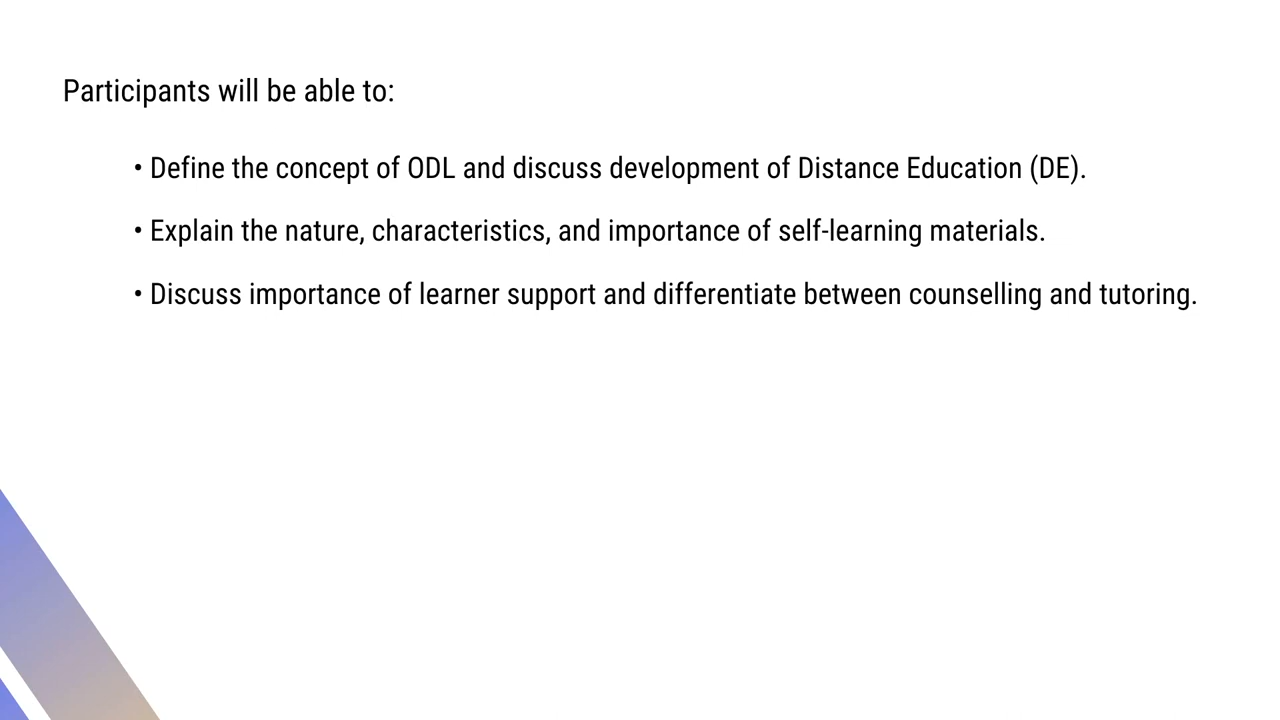 Participants will be able to:
• Define the concept of ODL and discuss development of Distance Education (DE).
• Explain the nature, characteristics, and importance of self-learning materials.
• Discuss importance of learner support and differentiate between counselling and tutoring.